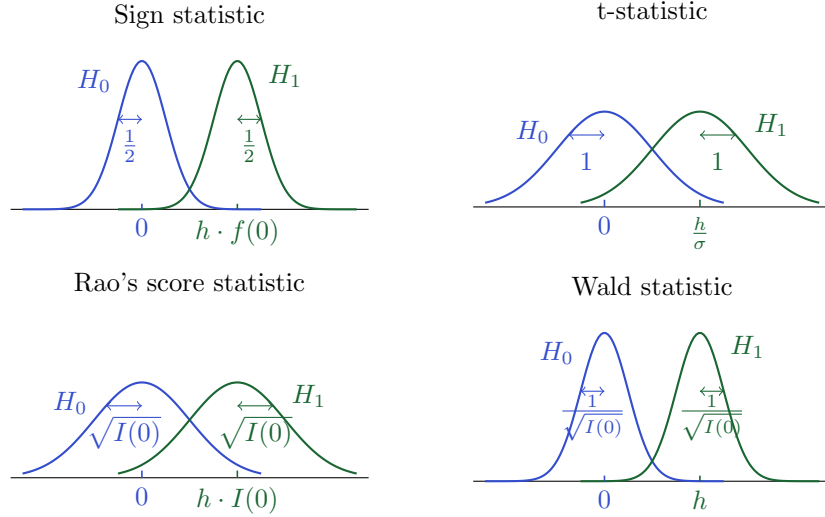 Sign statistic
H₀
H₁
1/2
1/2
0
h · f(0)
t-statistic
H₀
H₁
1
1
0
h/σ
Rao's score statistic
H₀
H₁
√I(0)
√I(0)
0
h · I(0)
Wald statistic
H₀
H₁
1/√I(0)
1/√I(0)
0
h